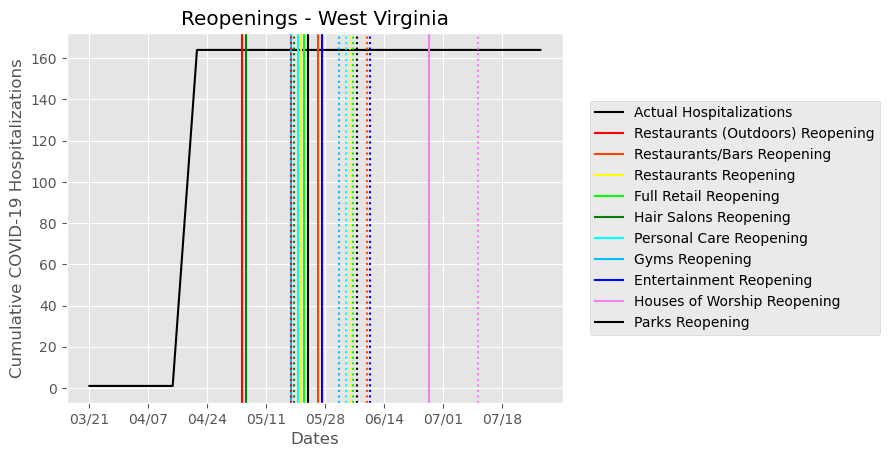 Reopenings - West Virginia
Cumulative COVID-19 Hospitalizations
160
140
120
100
80
60
40
20
0
03/21 04/07 04/24 05/11 05/28 06/14 07/01 07/18
Dates
Actual Hospitalizations
Restaurants (Outdoors) Reopening
Restaurants/Bars Reopening
Restaurants Reopening
Full Retail Reopening
Hair Salons Reopening
Personal Care Reopening
Gyms Reopening
Entertainment Reopening
Houses of Worship Reopening
Parks Reopening